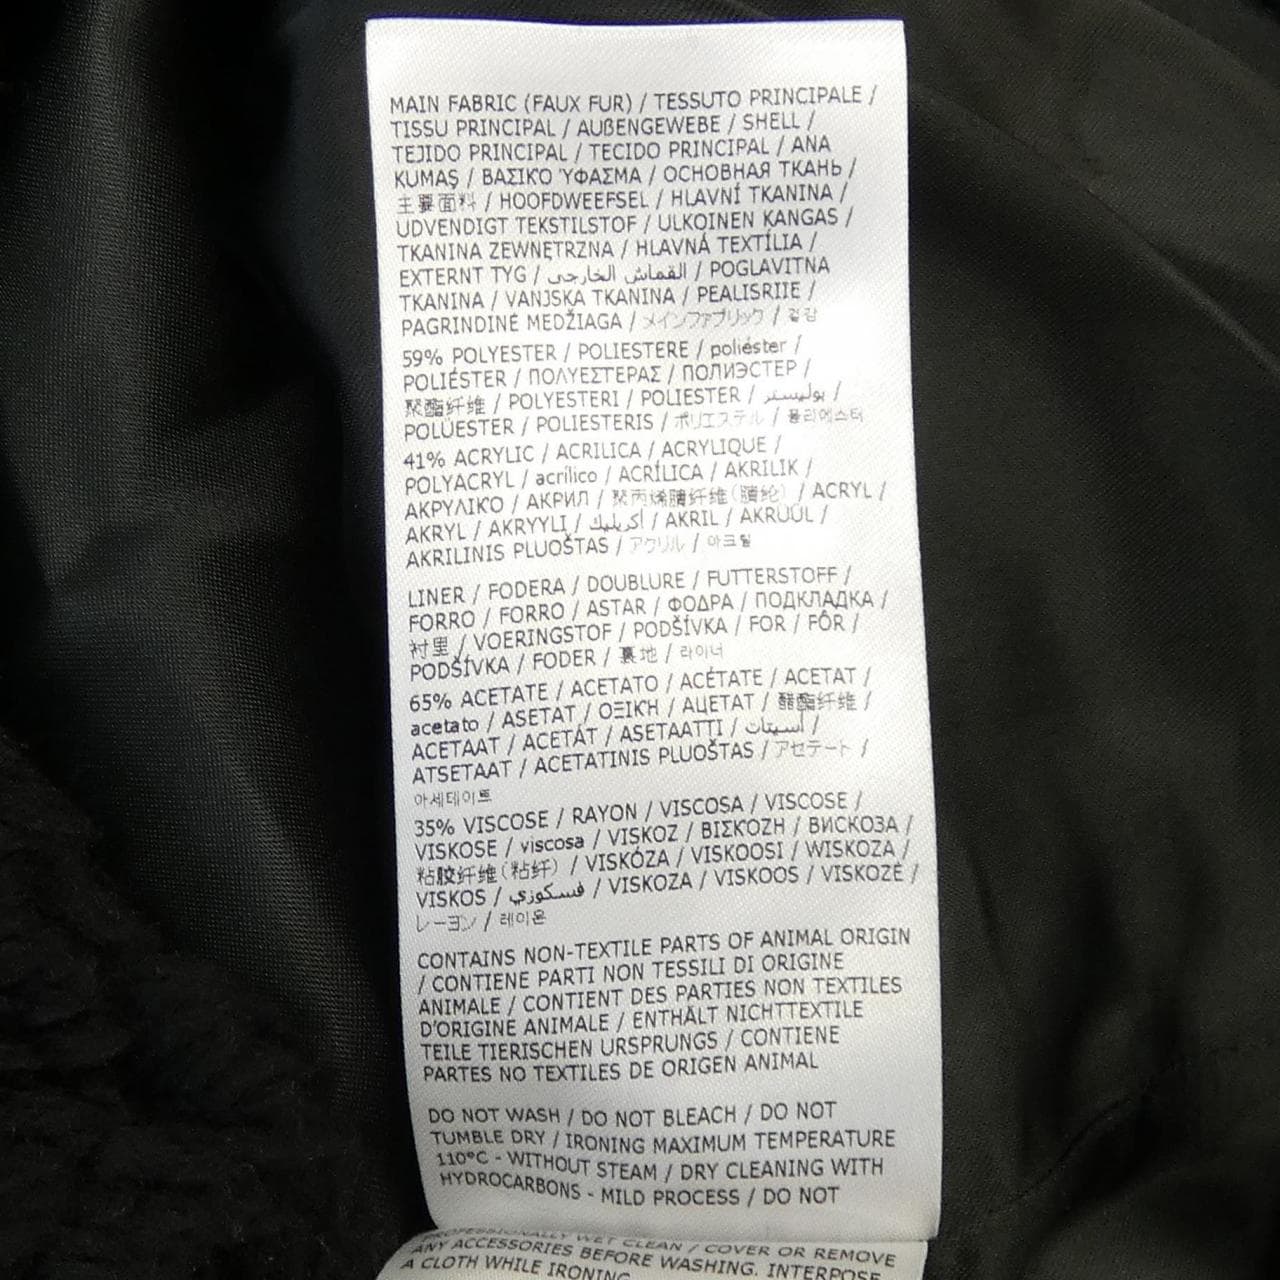 MAIN FABRIC (FAUX FUR) / TESSUTO PRINCIPALE /
TISSU PRINCIPAL / AUßENGEWEBE / SHELL /
TEJIDO PRINCIPAL / TECIDO PRINCIPAL / ANA
KUMAŞ / ΒΑΣΙΚΌ ΎΦΑΣΜΑ / ОСНОВНАЯ ТКАНЬ /
主要面料 / HOOFDWEEFSEL / HLAVNÍ TKANINA /
UDVENDIGT TEKSTILSTOF / ULKOINEN KANGAS /
TKANINA ZEWNĘTRZNA / HLAVNÁ TEXTÍLIA /
EXTERNT TYG / القماش الخارجى / POGLAVITNA
TKANINA / VANJSKA TKANINA / PEALISRIIE /
PAGRINDINĖ MEDŽIAGA / メインファブリック / 겉감
59% POLYESTER / POLIESTERE / poliéster /
POLIÉSTER / ΠΟΛΥΕΣΤΕΡΑΣ / ПОЛИЭСТЕР /
聚酯纤维 / POLYESTERI / POLIESTER / بوليستر /
POLÜESTER / POLIESTERIS / ポリエステル / 폴리에스터
41% ACRYLIC / ACRILICA / ACRYLIQUE /
POLYACRYL / acrílico / ACRÍLICA / AKRILIK /
ΑΚΡΥΛΙΚΌ / АКРИЛ / 聚丙烯腈纤维(腈纶) / ACRYL /
AKRYL / AKRYYLI / أكريليك / AKRIL / AKRÜÜL /
AKRILINIS PLUOŠTAS / アクリル / 아크릴
LINER / FODERA / DOUBLURE / FUTTERSTOFF /
FORRO / FORRO / ASTAR / ΦΟΔΡΑ / ПОДКЛАДКА /
衬里 / VOERINGSTOF / PODŠÍVKA / FOR / FÔR /
PODŠÍVKA / FODER / 裏地 / 라이너
65% ACETATE / ACETATO / ACÉTATE / ACETAT /
acetato / ASETAT / ΟΞΙΚΉ / АЦЕТАТ / 醋酯纤维 /
ACETAAT / ACETÁT / ASETAATTI / أسيتات /
ATSETAAT / ACETATINIS PLUOŠTAS / アセテート /
아세테이트
35% VISCOSE / RAYON / VISCOSA / VISCOSE /
VISKOSE / viscosa / VISKOZ / ΒΙΣΚΌΖΗ / ВИСКОЗА /
粘胶纤维(粘纤) / VISKÓZA / VISKOOSI / WISKOZA /
VISKOS / فسكوزي / VISKOZA / VISKOOS / VISKOZĖ /
レーヨン / 레이온
CONTAINS NON-TEXTILE PARTS OF ANIMAL ORIGIN
/ CONTIENE PARTI NON TESSILI DI ORIGINE
ANIMALE / CONTIENT DES PARTIES NON TEXTILES
D'ORIGINE ANIMALE / ENTHÄLT NICHTTEXTILE
TEILE TIERISCHEN URSPRUNGS / CONTIENE
PARTES NO TEXTILES DE ORIGEN ANIMAL
DO NOT WASH / DO NOT BLEACH / DO NOT
TUMBLE DRY / IRONING MAXIMUM TEMPERATURE
110°C - WITHOUT STEAM / DRY CLEANING WITH
HYDROCARBONS - MILD PROCESS / DO NOT
PROFESSIONALLY WET CLEAN / COVER OR REMOVE
ANY ACCESSORIES BEFORE WASHING. INTERPOSE
A CLOTH WHILE IRONING